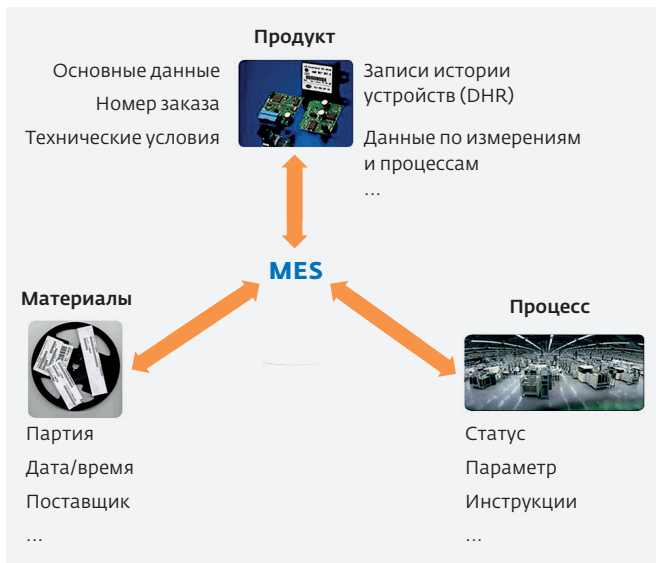 Продукт
Основные данные
Номер заказа
Технические условия
Записи истории
устройств (DHR)
Данные по измерениям
и процессам
...
MES
Материалы
Партия
Дата/время
Поставщик
...
Процесс
Статус
Параметр
Инструкции
...